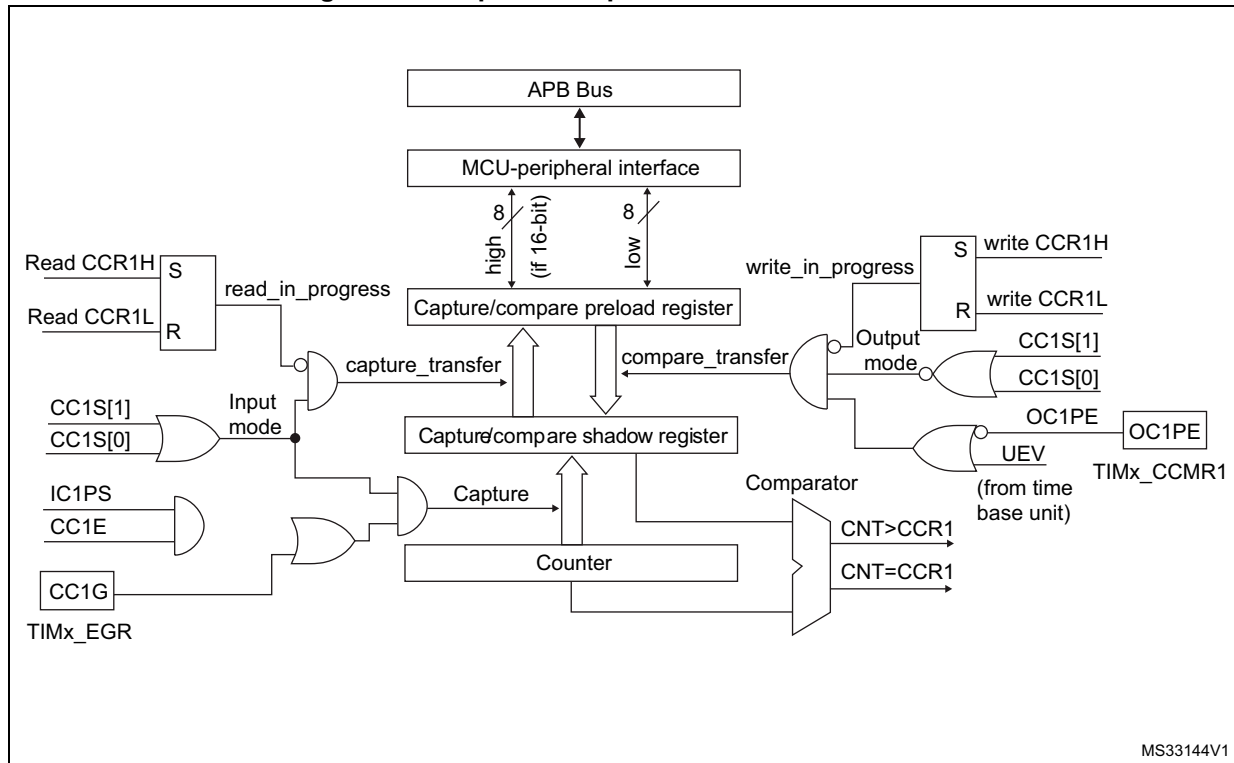 APB Bus
MCU-peripheral interface
8
high
(if 16-bit)
8
low
Read CCR1H
S
read_in_progress
Read CCR1L
R
write_in_progress
S
write CCR1H
R
write CCR1L
Capture/compare preload register
capture_transfer
compare_transfer
Output
mode
CC1S[1]
CC1S[0]
CC1S[1]
CC1S[0]
Input
mode
Capture/compare shadow register
OC1PE
OC1PE
UEV
TIMx_CCMR1
(from time
base unit)
IC1PS
CC1E
Capture
Comparator
CNT>CCR1
CNT=CCR1
Counter
CC1G
TIMx_EGR
MS33144V1